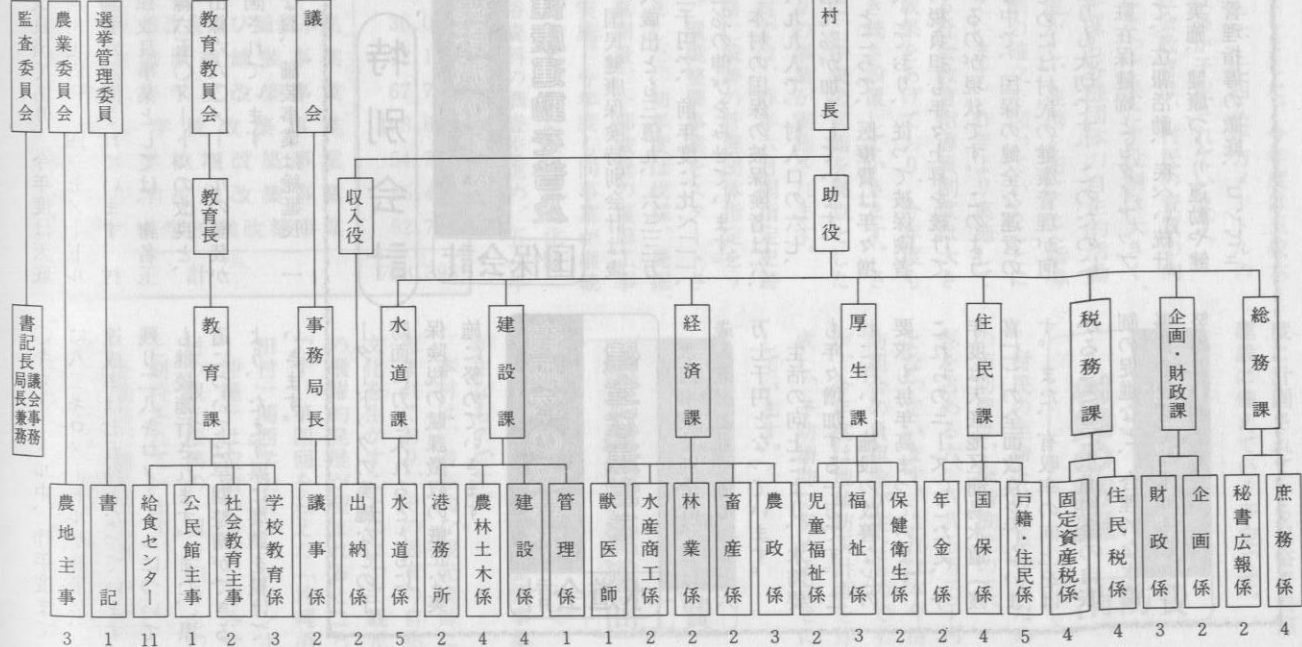 村長
議会
教育教員会
選挙管理委員
農業委員会
監査委員会
助役
収入役
教育長
総務課
企画・財政課
税務課
住民課
厚生課
経済課
建設課
水道課
事務局長
教育課
書記長 議会事務局長兼務
庶務係 4
秘書広報係 2
企画係 2
財政係 3
住民税係 4
固定資産税係 4
戸籍・住民係 5
国保係 4
年金係 2
保健衛生係 2
福祉係 3
児童福祉係 2
農政係 3
畜産係 2
林業係 2
水産商工係 2
獣医師 1
管理係 1
建設係 4
農林土木係 4
港務所 2
水道係 5
出納係 2
議事係 2
学校教育係 3
社会教育主事 2
公民館主事 1
給食センター 11
書記 1
農地主事 3